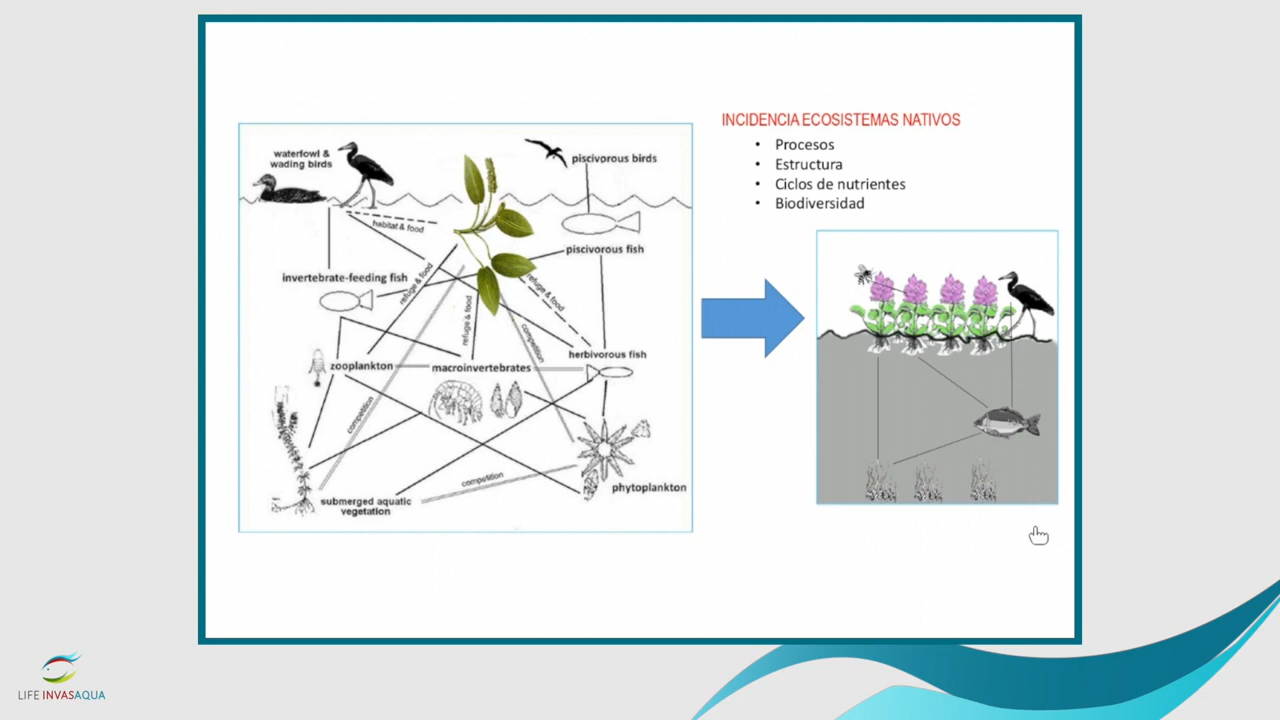 INCIDENCIA ECOSISTEMAS NATIVOS
• Procesos
• Estructura
• Ciclos de nutrientes
• Biodiversidad
waterfowl &
wading birds
piscivorous birds
habitat & food
piscivorous fish
invertebrate-feeding fish
refuge & food
refuge & food
refuge & food
competition
herbivorous fish
zooplankton
macroinvertebrates
competition
competition
phytoplankton
submerged aquatic
vegetation
LIFE INVASAQUA